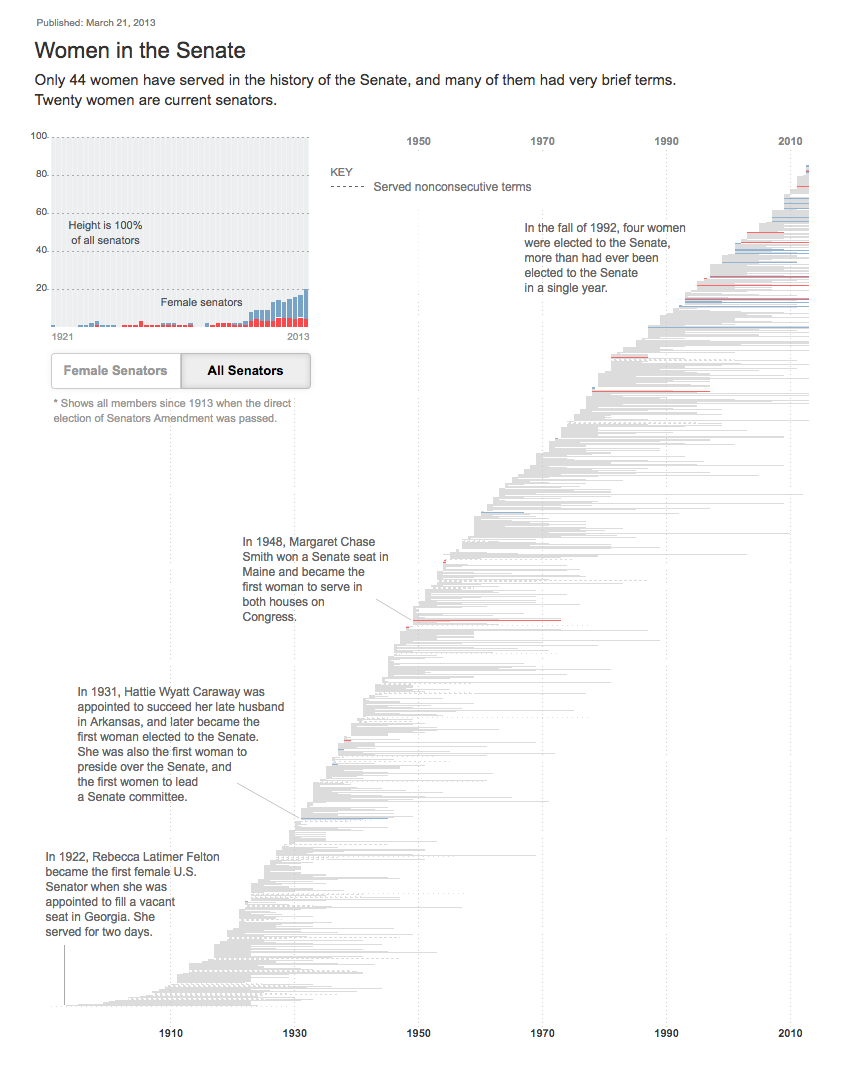 Published: March 21, 2013
Women in the Senate
Only 44 women have served in the history of the Senate, and many of them had very brief terms.
Twenty women are current senators.
100
80
60
40
20
Height is 100%
of all senators
Female senators
1921
2013
Female Senators
All Senators
* Shows all members since 1913 when the direct
election of Senators Amendment was passed.
1950
1970
1990
2010
KEY
Served nonconsecutive terms
In the fall of 1992, four women
were elected to the Senate,
more than had ever been
elected to the Senate
in a single year.
In 1948, Margaret Chase
Smith won a Senate seat in
Maine and became the
first woman to serve in
both houses on
Congress.
In 1931, Hattie Wyatt Caraway was
appointed to succeed her late husband
in Arkansas, and later became the
first woman elected to the Senate.
She was also the first woman to
preside over the Senate, and
the first women to lead
a Senate committee.
In 1922, Rebecca Latimer Felton
became the first female U.S.
Senator when she was
appointed to fill a vacant
seat in Georgia. She
served for two days.
1910
1930
1950
1970
1990
2010